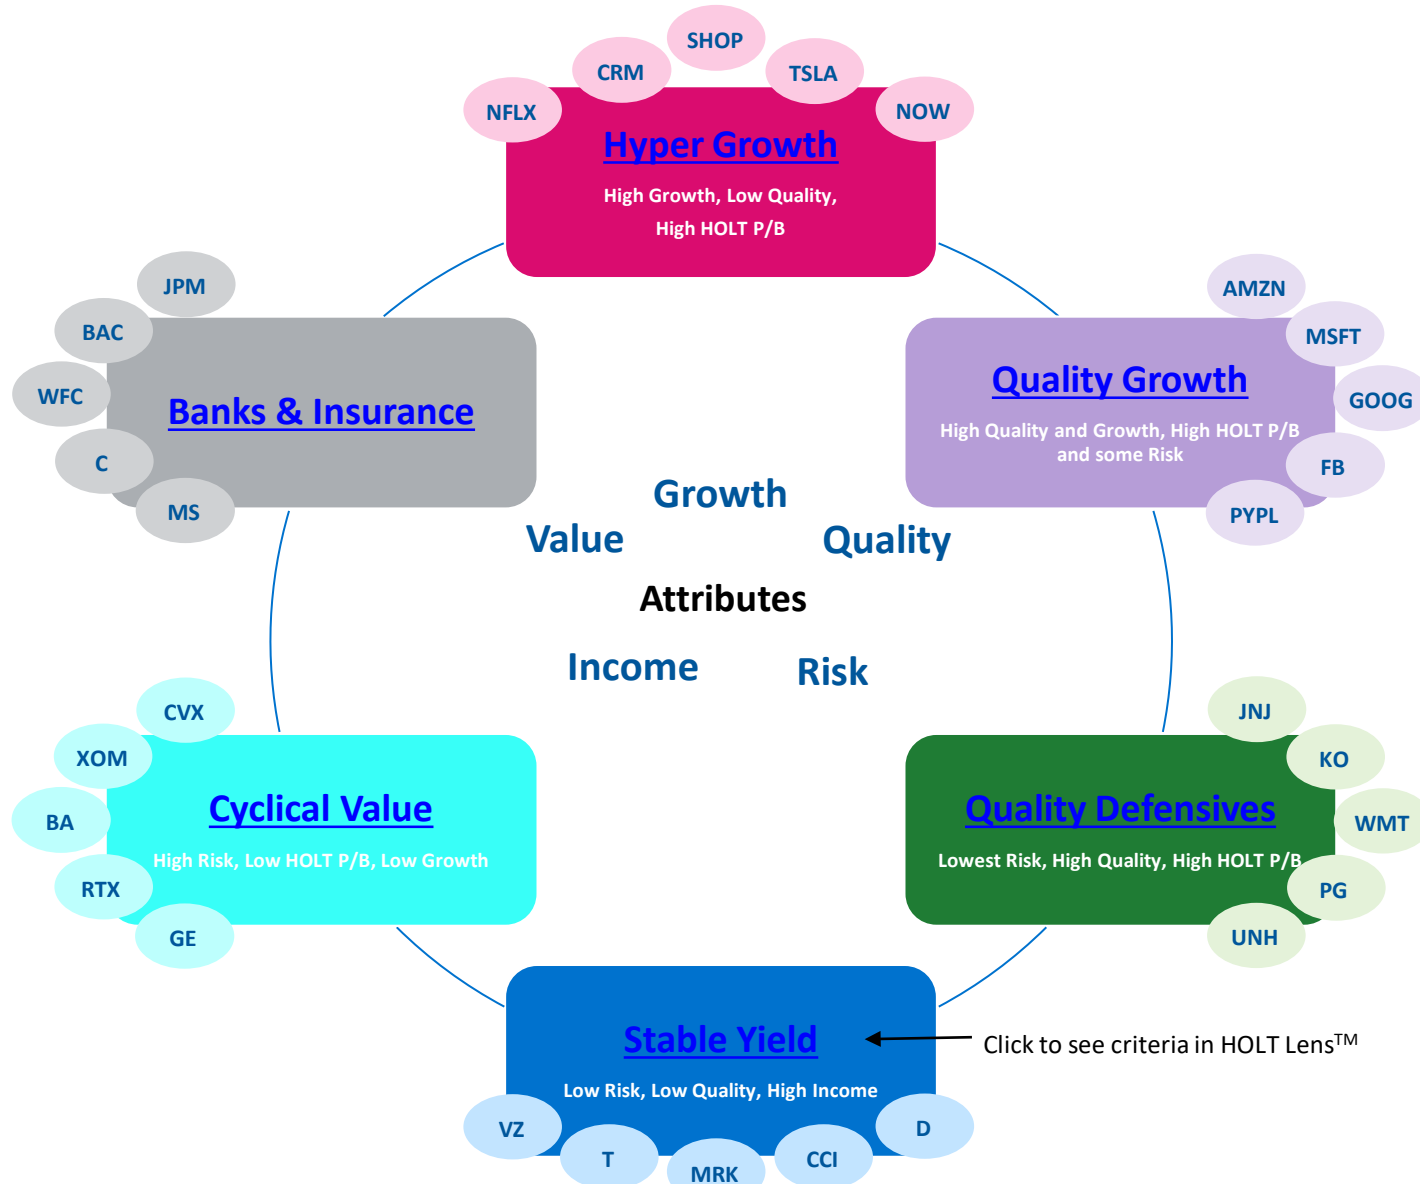 SHOP
CRM
TSLA
NFLX
NOW
Hyper Growth
High Growth, Low Quality,
High HOLT P/B
JPM
BAC
WFC
C
MS
Banks & Insurance
AMZN
MSFT
GOOG
FB
PYPL
Quality Growth
High Quality and Growth, High HOLT P/B
and some Risk
Growth
Value
Quality
Attributes
Income
Risk
CVX
XOM
BA
RTX
GE
Cyclical Value
High Risk, Low HOLT P/B, Low Growth
JNJ
KO
WMT
PG
UNH
Quality Defensives
Lowest Risk, High Quality, High HOLT P/B
Stable Yield
Low Risk, Low Quality, High Income
Click to see criteria in HOLT Lens™
VZ
T
MRK
CCI
D